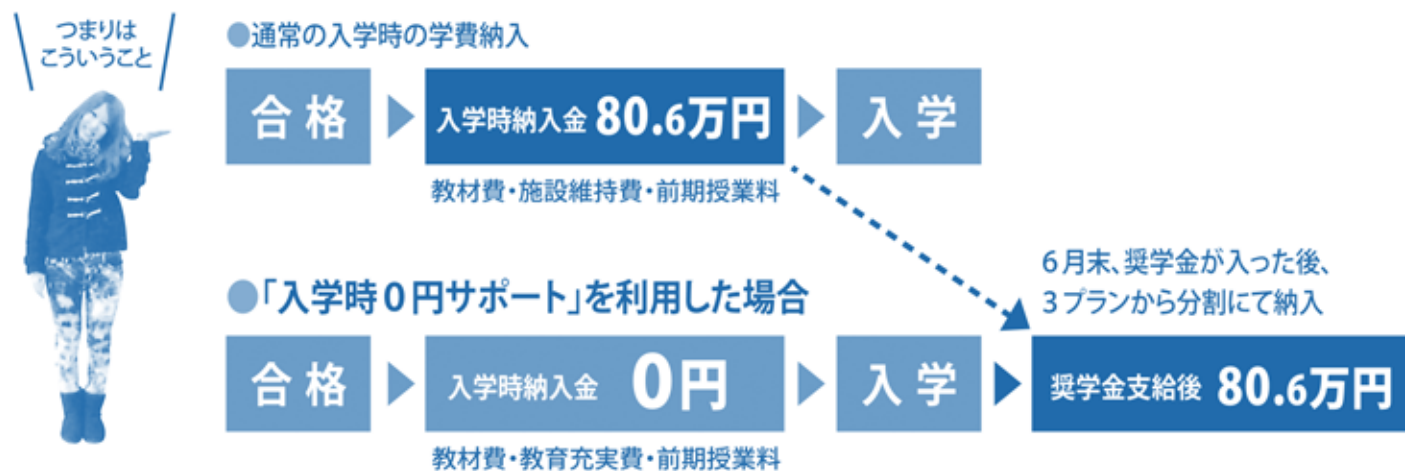 つまりは
こういうこと
●通常の入学時の学費納入
合格
入学時納入金 80.6万円
入学
教材費・施設維持費・前期授業料
6月末、奨学金が入った後、
3プランから分割にて納入
●「入学時0円サポート」を利用した場合
合格
入学時納入金 0円
入学
奨学金支給後 80.6万円
教材費・教育充実費・前期授業料